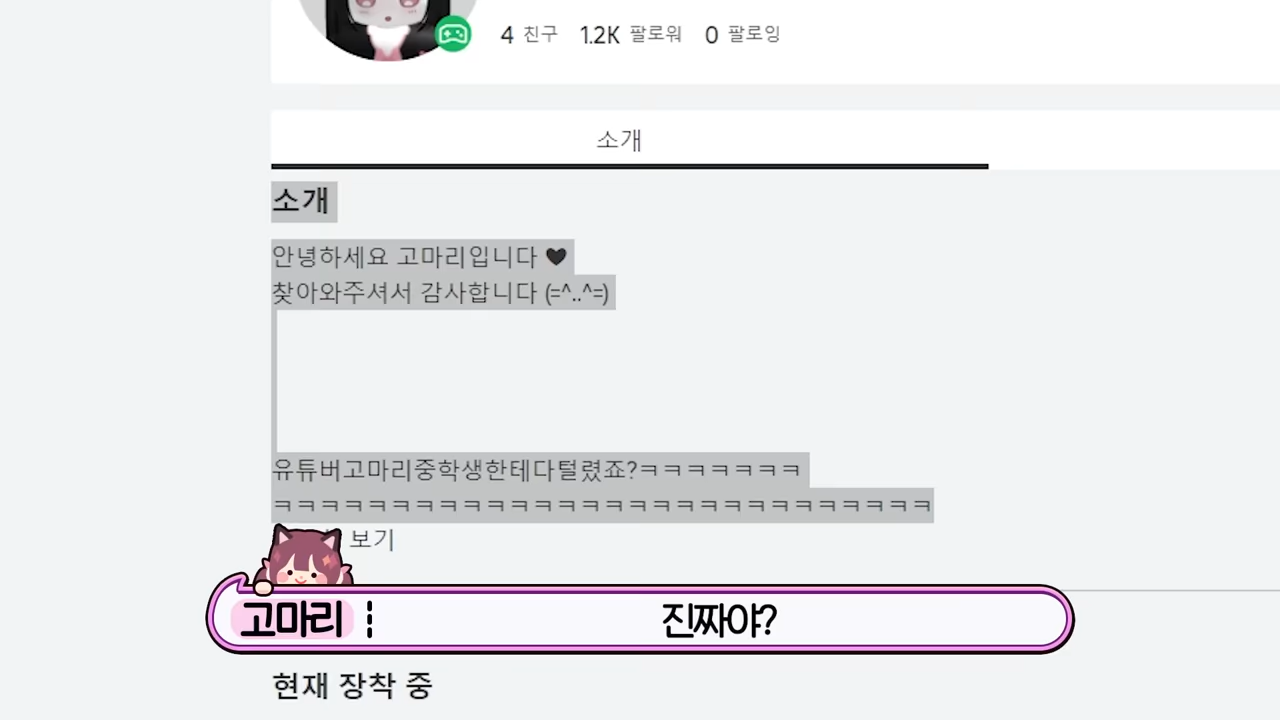 4 친구 1.2K 팔로워 0 팔로잉
소개
소개
안녕하세요 고마리입니다 ♥
찾아와주셔서 감사합니다 (=^..^=)
유튜버고마리중학생한테다털렸죠?ㅋㅋㅋㅋㅋㅋㅋ
ㅋㅋㅋㅋㅋㅋㅋㅋㅋㅋㅋㅋㅋㅋㅋㅋㅋㅋㅋㅋㅋㅋㅋㅋㅋㅋㅋㅋ
보기
고마리 진짜야?
현재 장착 중